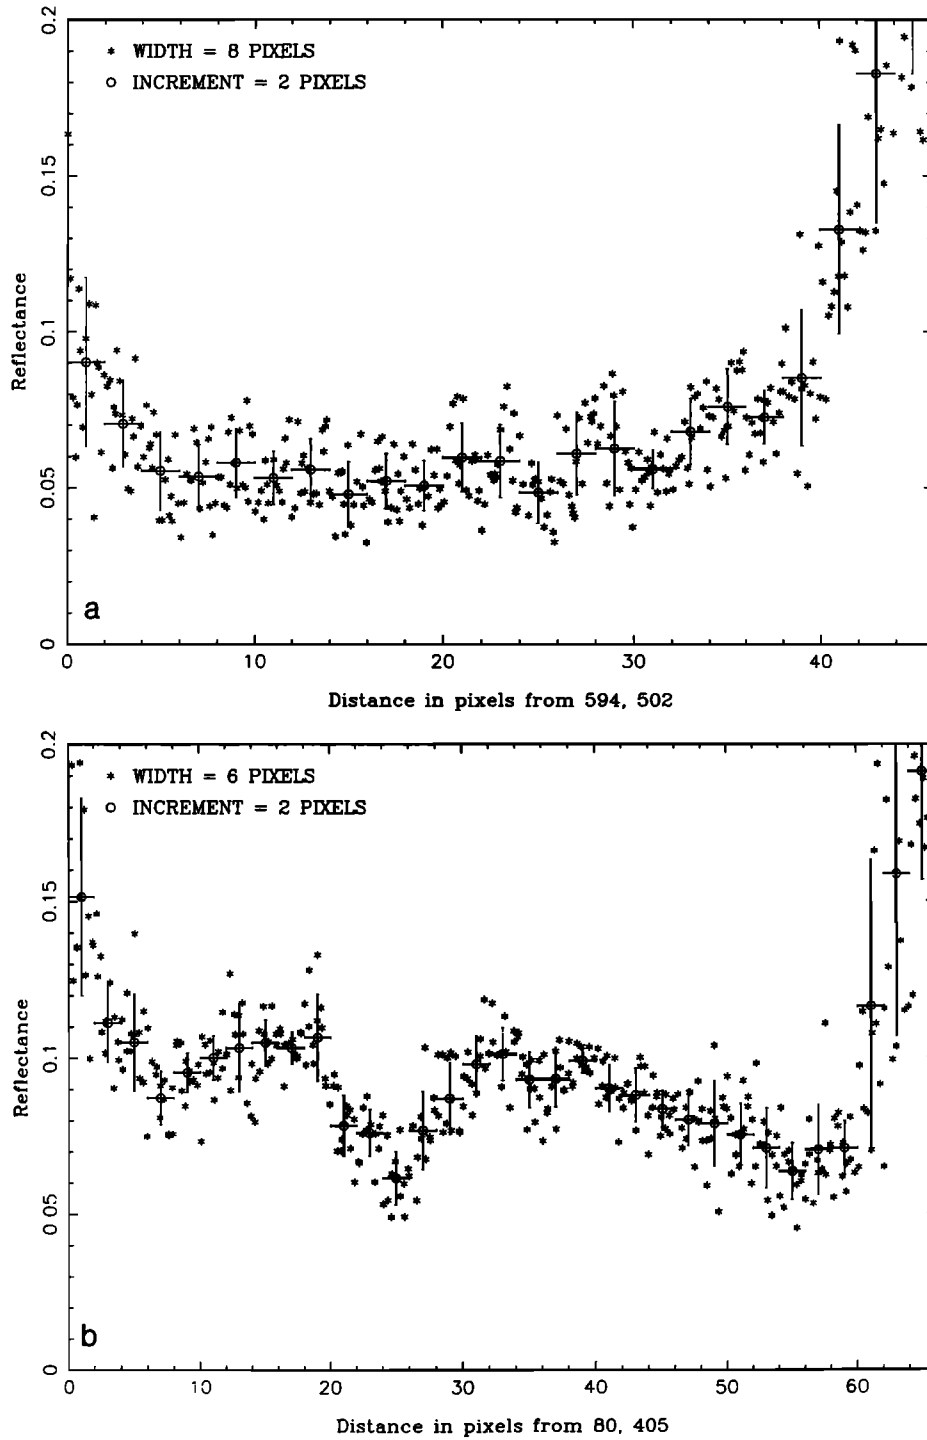 0.2
WIDTH = 8 PIXELS
INCREMENT = 2 PIXELS
0.15
0.1
0.05
0
Reflectance
a
0 10 20 30 40
Distance in pixels from 594, 502
0.2
WIDTH = 6 PIXELS
INCREMENT = 2 PIXELS
0.15
0.1
0 05
0
Reflectance
b
0 10 20 30 40 50 60
Distance in pixels from 80, 405